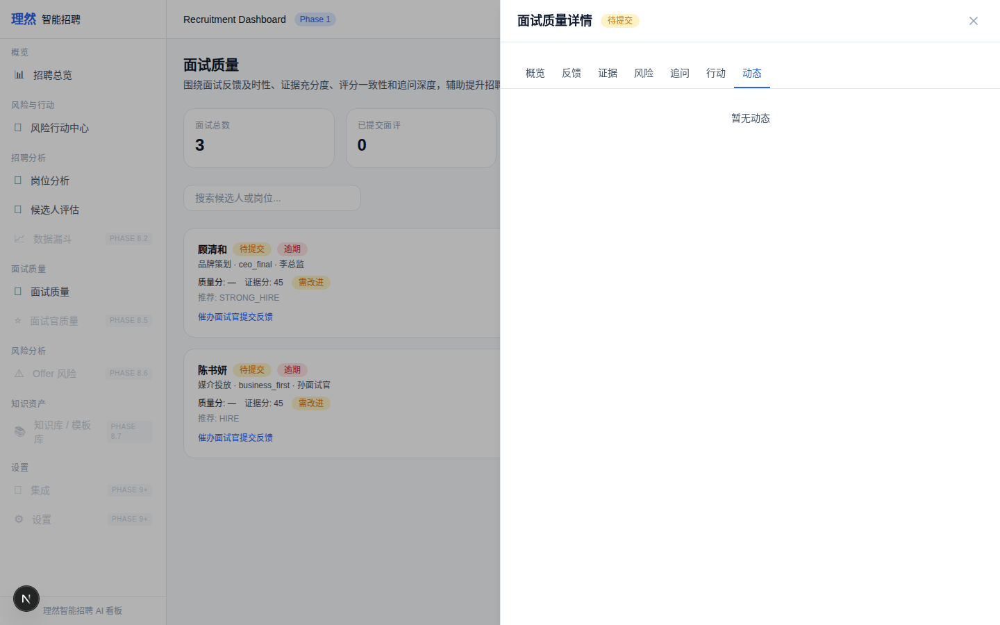 理然 智能招聘
概览
招聘总览
风险与行动
风险行动中心
招聘分析
岗位分析
候选人评估
数据漏斗 PHASE 8.2
面试质量
面试质量
面试官质量 PHASE 8.5
风险分析
Offer 风险 PHASE 8.6
知识资产
知识库 / 模板
库
PHASE
8.7
设置
集成 PHASE 9+
设置 PHASE 9+
N
理然智能招聘 AI 看板
Recruitment Dashboard Phase 1
面试质量
围绕面试反馈及时性、证据充分度、评分一致性和追问深度，辅助提升招聘
面试总数
3
已提交面评
0
搜索候选人或岗位...
顾清和 待提交 逾期
品牌策划 · ceo_final · 李总监
质量分: — 证据分: 45 需改进
推荐: STRONG_HIRE
催办面试官提交反馈
陈书妍 待提交 逾期
媒介投放 · business_first · 孙面试官
质量分: — 证据分: 45 需改进
推荐: HIRE
催办面试官提交反馈
面试质量详情 待提交
概览 反馈 证据 风险 追问 行动 动态
暂无动态